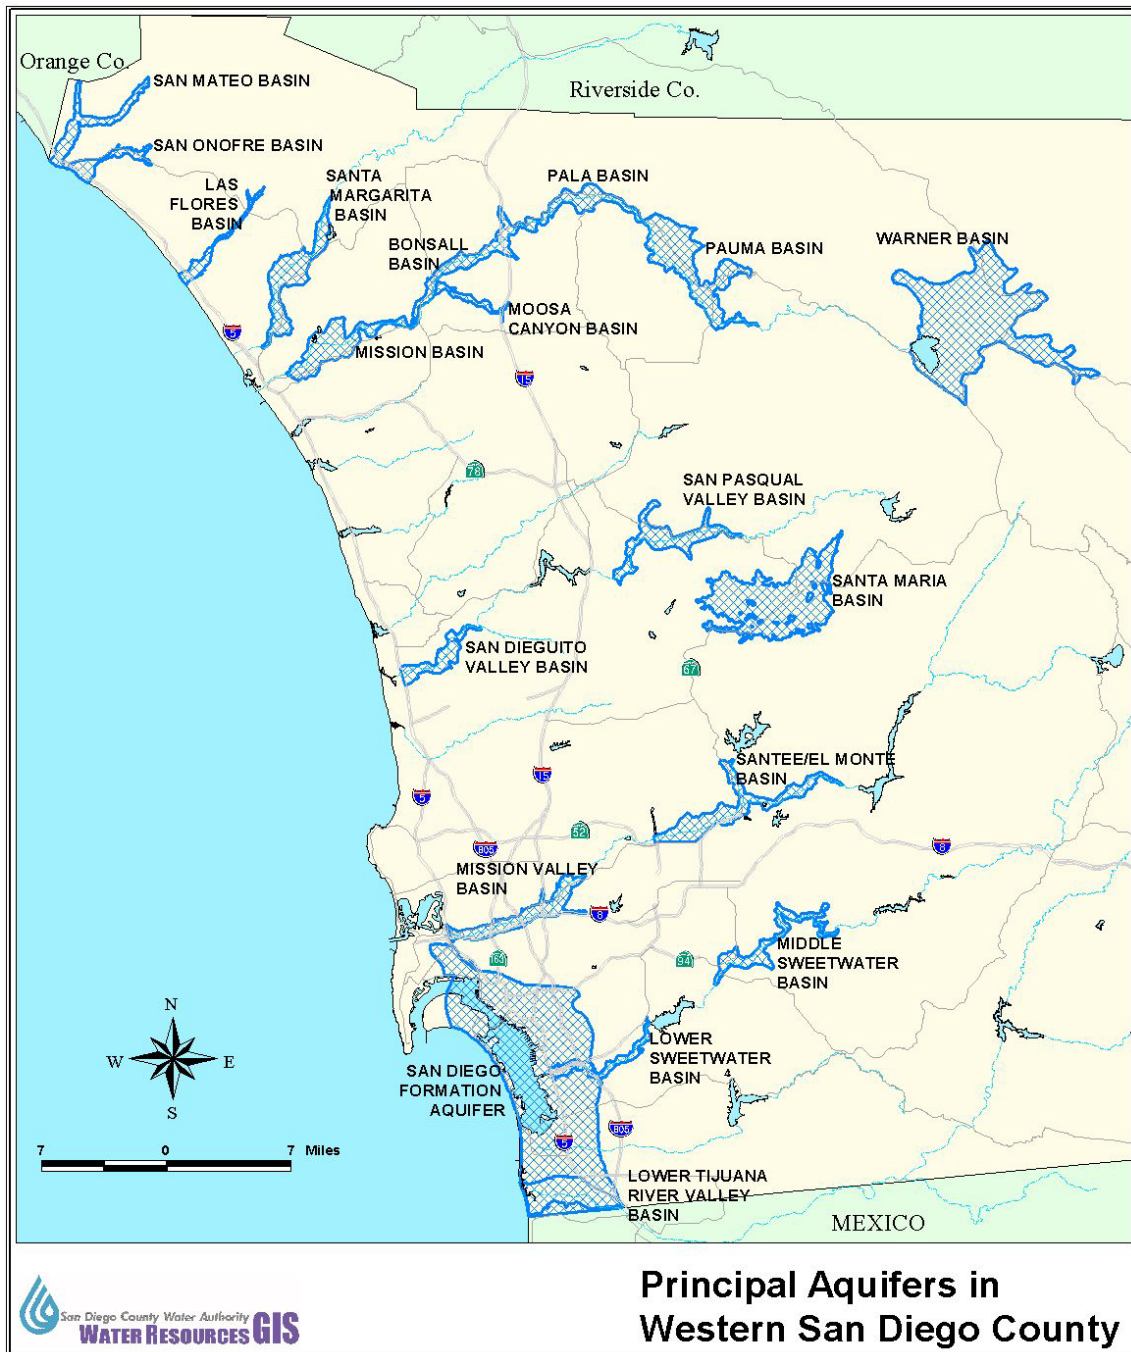 Orange Co.
Riverside Co.
SAN MATEO BASIN
SAN ONOFRE BASIN
LAS
FLORES
BASIN
SANTA
MARGARITA
BASIN
PALA BASIN
BONSALL
BASIN
PAUMA BASIN
WARNER BASIN
MOOSA
CANYON BASIN
5
MISSION BASIN
15
78
SAN PASQUAL
VALLEY BASIN
SANTA MARIA
BASIN
SAN DIEGUITO
VALLEY BASIN
67
SANTEE/EL MONTE
BASIN
15
5
52
805
8
MISSION VALLEY
BASIN
8
MIDDLE
SWEETWATER
BASIN
163
94
N
W
E
S
LOWER
SWEETWATER
BASIN
SAN DIEGO
FORMATION
AQUIFER
4
805
5
7 0 7 Miles
LOWER TIJUANA
RIVER VALLEY
BASIN
MEXICO
San Diego County Water Authority
WATER RESOURCES GIS
Principal Aquifers in
Western San Diego County